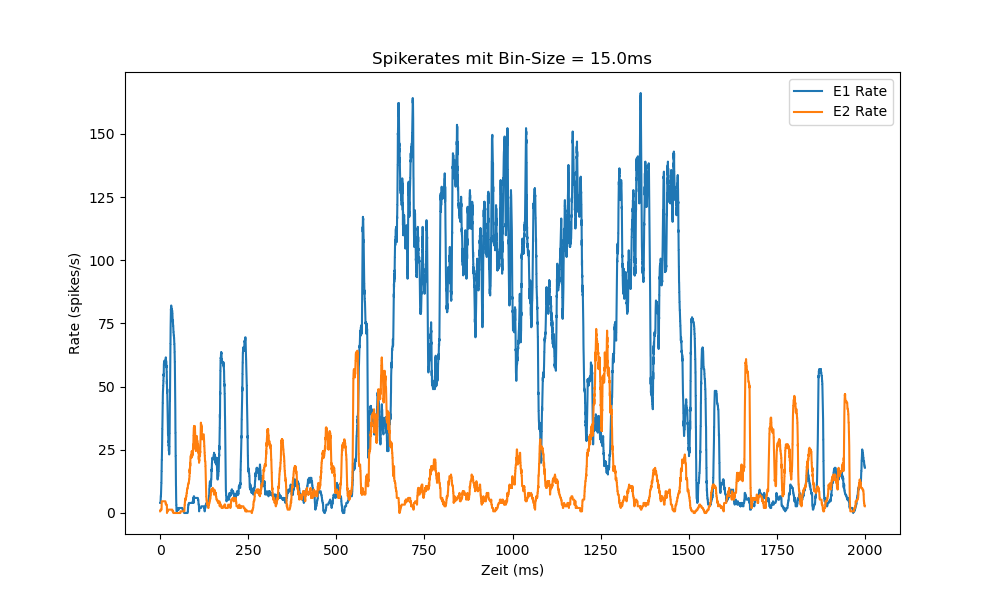 Spikerates mit Bin-Size = 15.0ms
E1 Rate
E2 Rate
Rate (spikes/s)
150
125
100
75
50
25
0
0 250 500 750 1000 1250 1500 1750 2000
Zeit (ms)